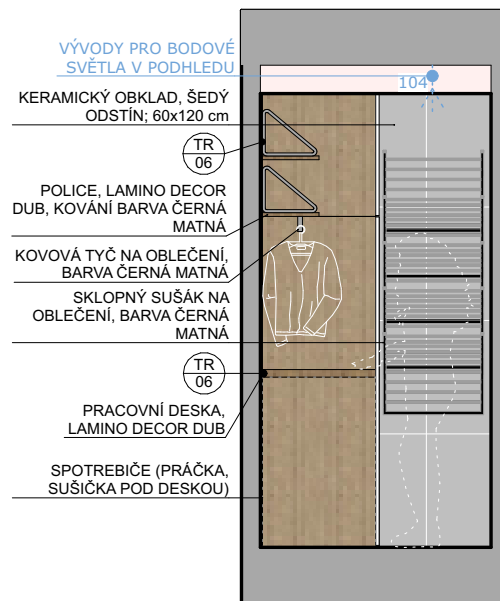 VÝVODY PRO BODOVÉ
SVĚTLA V PODHLEDU
104
KERAMICKÝ OBKLAD, ŠEDÝ
ODSTÍN; 60x120 cm
TR
06
POLICE, LAMINO DECOR
DUB, KOVÁNÍ BARVA ČERNÁ
MATNÁ
KOVOVÁ TYČ NA OBLEČENÍ,
BARVA ČERNÁ MATNÁ
SKLOPNÝ SUŠÁK NA
OBLEČENÍ, BARVA ČERNÁ
MATNÁ
TR
06
PRACOVNÍ DESKA,
LAMINO DECOR DUB
SPOTREBIČE (PRÁČKA,
SUŠIČKA POD DESKOU)